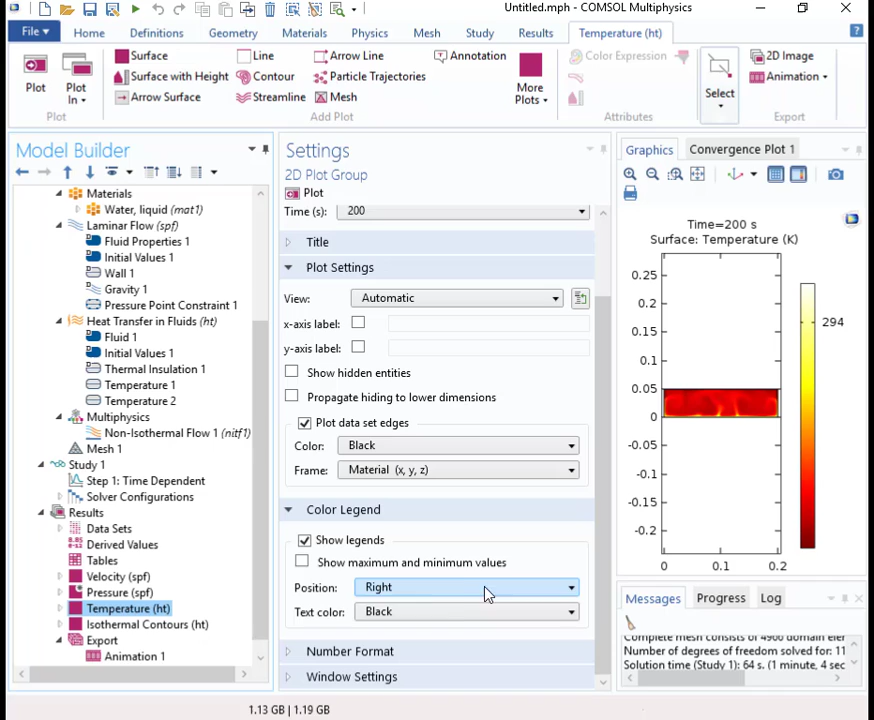 Untitled.mph - COMSOL Multiphysics
File Home Definitions Geometry Materials Physics Mesh Study Results Temperature (ht)
Surface Line Arrow Line Annotation Color Expression 2D Image
Surface with Height Contour Particle Trajectories Animation
Arrow Surface Streamline Mesh
Plot
Plot In
More Plots
Select
Plot Add Plot Attributes Export
Model Builder
Materials
Water, liquid (mat1)
Laminar Flow (spf)
Fluid Properties 1
Initial Values 1
Wall 1
Gravity 1
Pressure Point Constraint 1
Heat Transfer in Fluids (ht)
Fluid 1
Initial Values 1
Thermal Insulation 1
Temperature 1
Temperature 2
Multiphysics
Non-Isothermal Flow 1 (nitf1)
Mesh 1
Study 1
Step 1: Time Dependent
Solver Configurations
Results
Data Sets
8.85
Derived Values
Tables
Velocity (spf)
Pressure (spf)
Temperature (ht)
Isothermal Contours (ht)
Export
Animation 1
Settings
2D Plot Group
Plot
Time (s): 200
Title
Plot Settings
View: Automatic
x-axis label:
y-axis label:
Show hidden entities
Propagate hiding to lower dimensions
Plot data set edges
Color: Black
Frame: Material (x, y, z)
Color Legend
Show legends
Show maximum and minimum values
Position: Right
Text color: Black
Number Format
Window Settings
Graphics Convergence Plot 1
Time=200 s
Surface: Temperature (K)
0.25
0.2
0.15
0.1
0.05
0
-0.05
-0.1
-0.15
-0.2
0 0.1 0.2
294
Messages Progress Log
Complete mesh consists of 4900 domain eler
Number of degrees of freedom solved for: 11
Solution time (Study 1): 64 s. (1 minute, 4 sec
1.13 GB | 1.19 GB